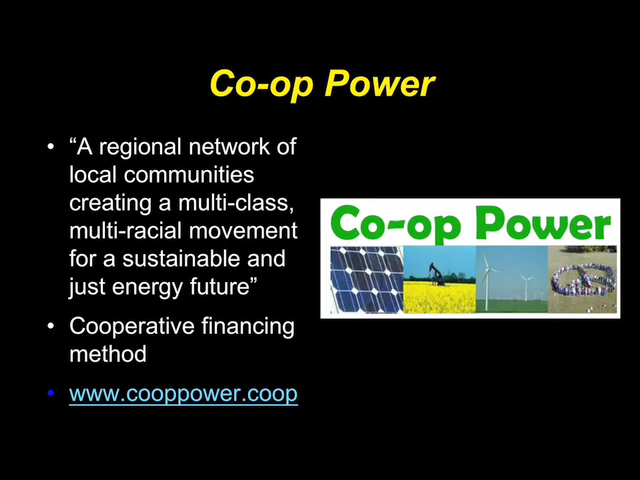 Co-op Power
• “A regional network of
local communities
creating a multi-class,
multi-racial movement
for a sustainable and
just energy future”
• Cooperative financing
method
• www.cooppower.coop
Co-op Power